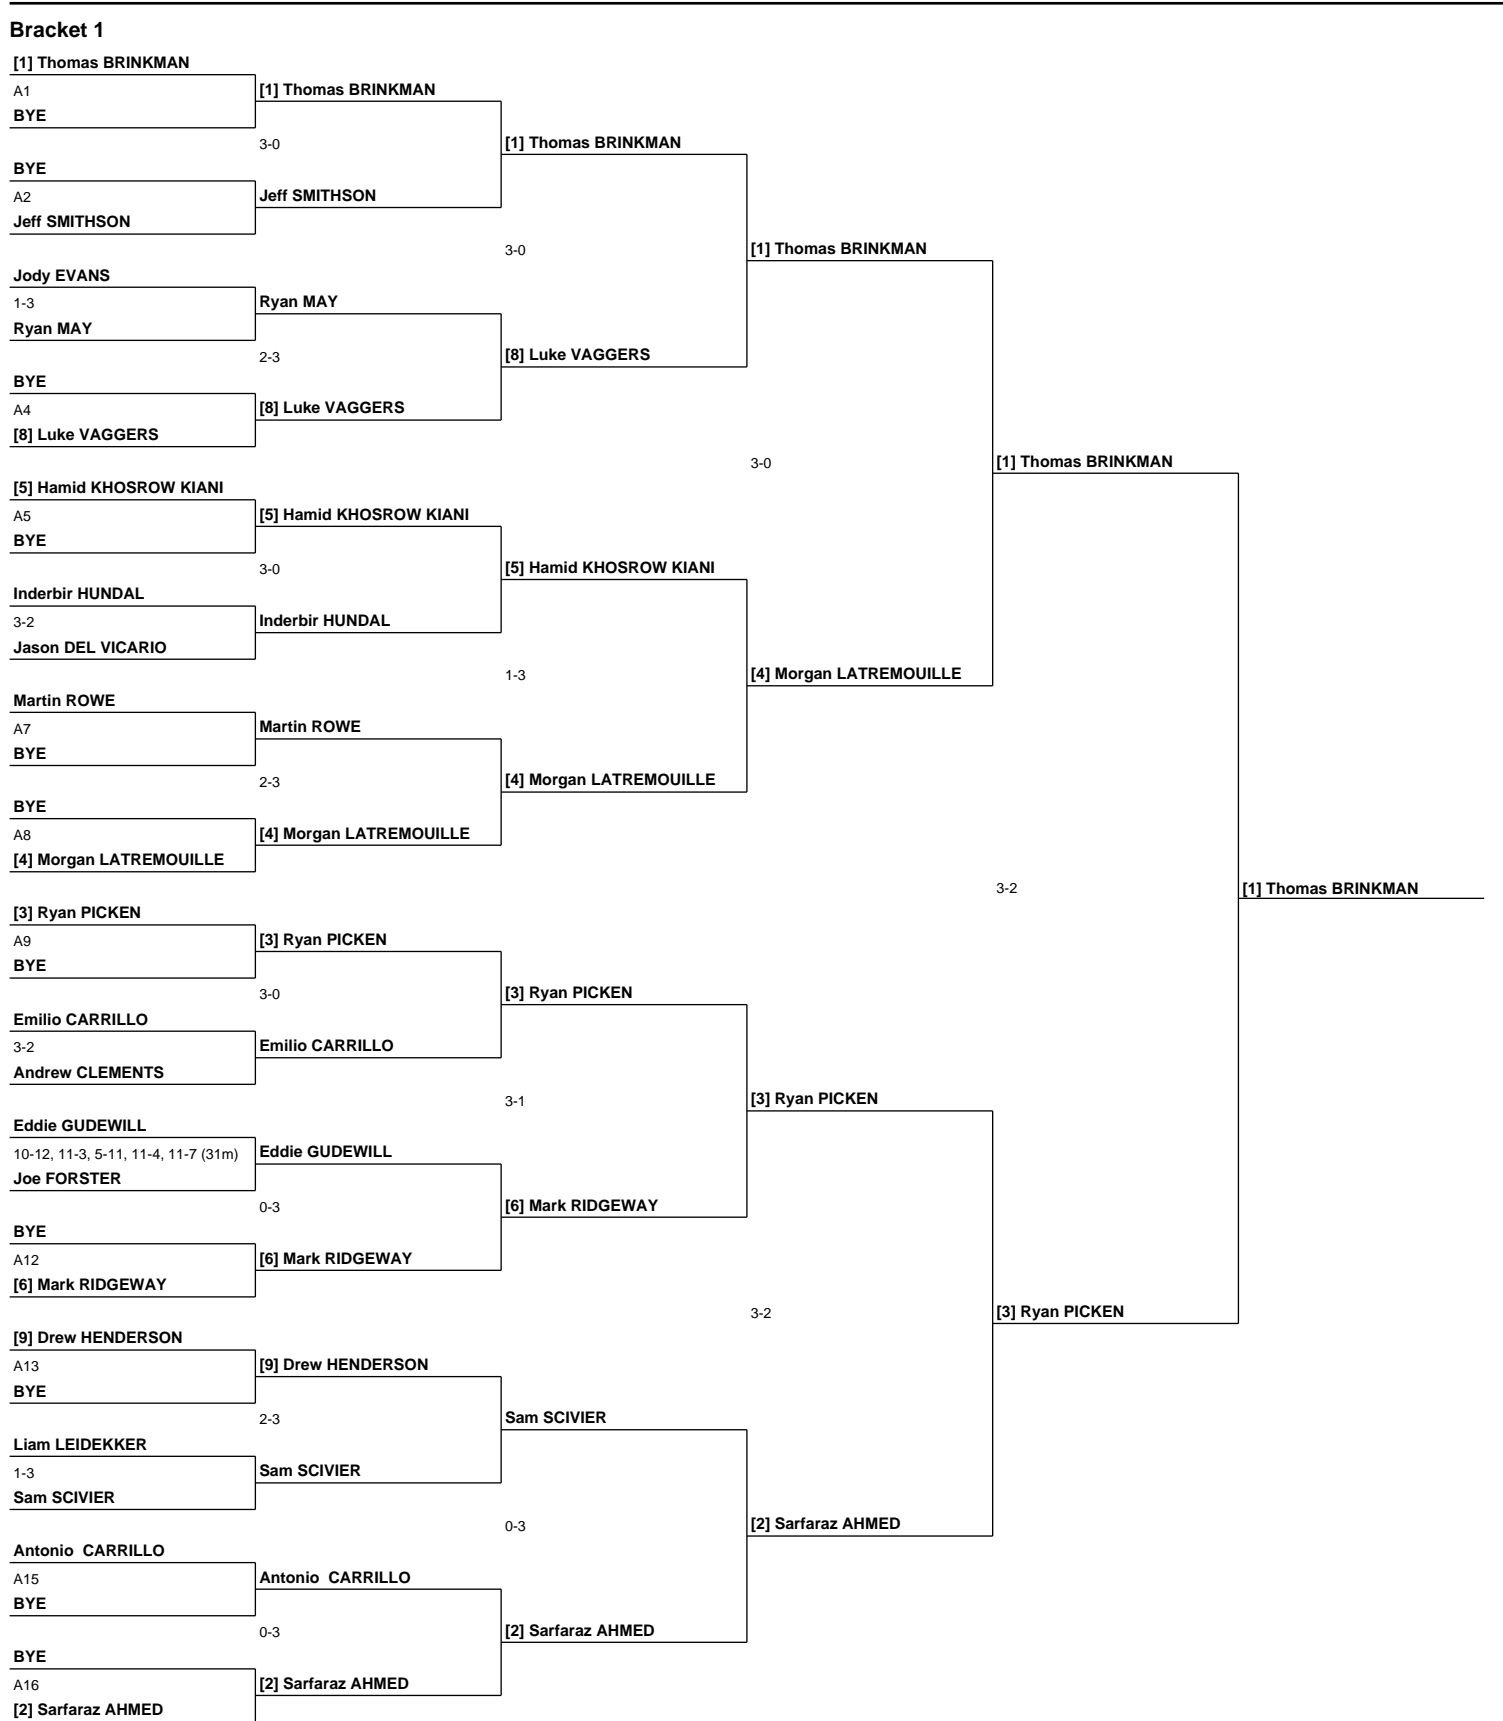 Bracket 1
[1] Thomas BRINKMAN
A1
[1] Thomas BRINKMAN
BYE
3-0
[1] Thomas BRINKMAN
BYE
A2
Jeff SMITHSON
Jeff SMITHSON
3-0
[1] Thomas BRINKMAN
Jody EVANS
1-3
Ryan MAY
Ryan MAY
2-3
[8] Luke VAGGERS
BYE
A4
[8] Luke VAGGERS
[8] Luke VAGGERS
3-0
[1] Thomas BRINKMAN
[5] Hamid KHOSROW KIANI
A5
[5] Hamid KHOSROW KIANI
BYE
3-0
[5] Hamid KHOSROW KIANI
Inderbir HUNDAL
3-2
Inderbir HUNDAL
Jason DEL VICARIO
1-3
[4] Morgan LATREMOUILLE
Martin ROWE
A7
Martin ROWE
BYE
2-3
[4] Morgan LATREMOUILLE
BYE
A8
[4] Morgan LATREMOUILLE
[4] Morgan LATREMOUILLE
3-2
[1] Thomas BRINKMAN
[3] Ryan PICKEN
A9
[3] Ryan PICKEN
BYE
3-0
[3] Ryan PICKEN
Emilio CARRILLO
3-2
Emilio CARRILLO
Andrew CLEMENTS
3-1
[3] Ryan PICKEN
Eddie GUDEWILL
10-12, 11-3, 5-11, 11-4, 11-7 (31m)
Eddie GUDEWILL
Joe FORSTER
0-3
[6] Mark RIDGEWAY
BYE
A12
[6] Mark RIDGEWAY
[6] Mark RIDGEWAY
3-2
[3] Ryan PICKEN
[9] Drew HENDERSON
A13
[9] Drew HENDERSON
BYE
2-3
Sam SCIVIER
Liam LEIDEKKER
1-3
Sam SCIVIER
Sam SCIVIER
0-3
[2] Sarfaraz AHMED
Antonio  CARRILLO
A15
Antonio  CARRILLO
BYE
0-3
[2] Sarfaraz AHMED
BYE
A16
[2] Sarfaraz AHMED
[2] Sarfaraz AHMED